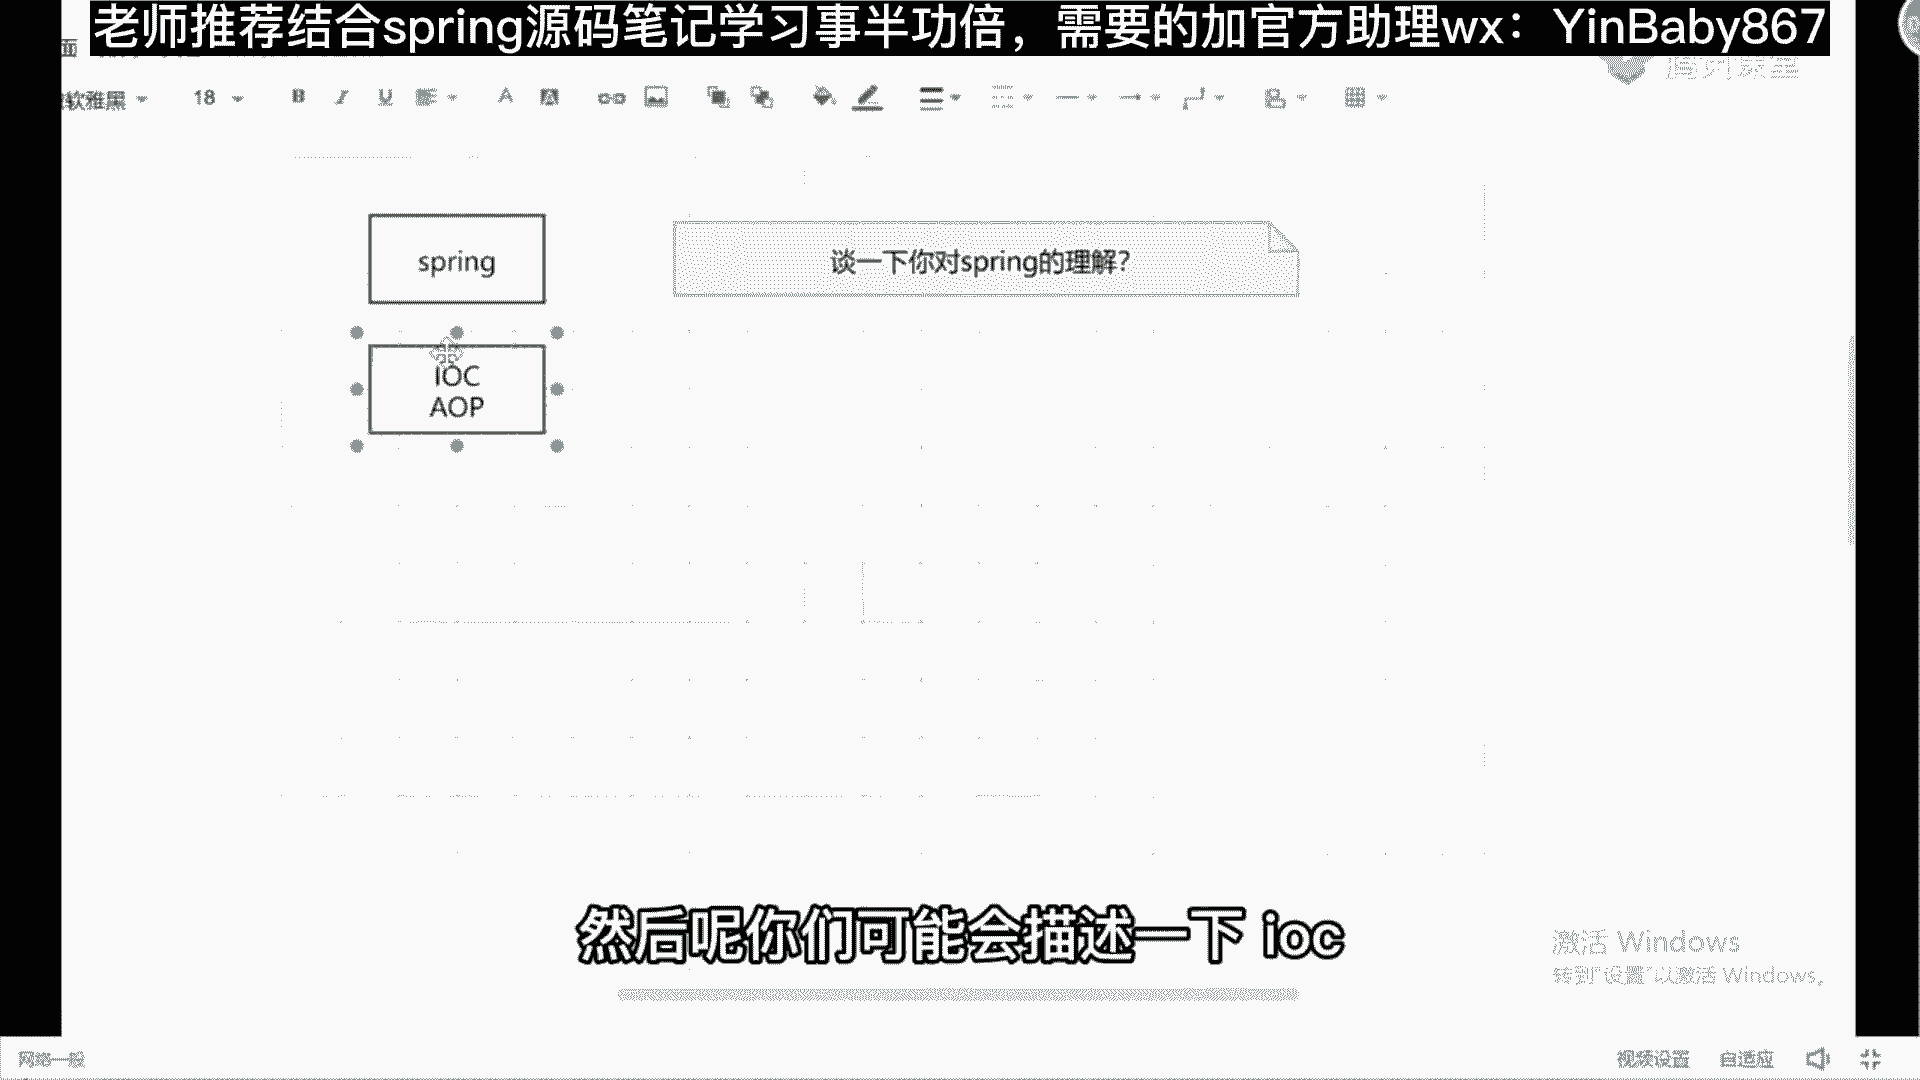 老师推荐结合spring源码笔记学习事半功倍，需要的加官方助理wx：YinBaby867
面
腾讯课堂
软雅黑 18 B I U A A
spring
谈一下你对spring的理解?
IOC
AOP
然后呢你们可能会描述一下 ioc
激活 Windows
转到“设置”以激活 Windows。
网络一般
视频设置 自适应